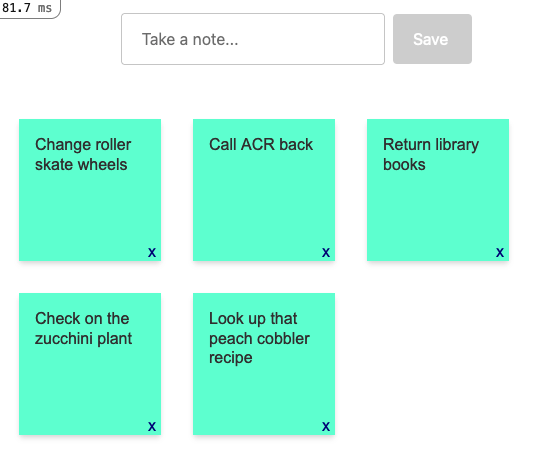 81.7 ms
Take a note...
Save
Change roller
skate wheels
x
Call ACR back
x
Return library
books
x
Check on the
zucchini plant
x
Look up that
peach cobbler
recipe
x